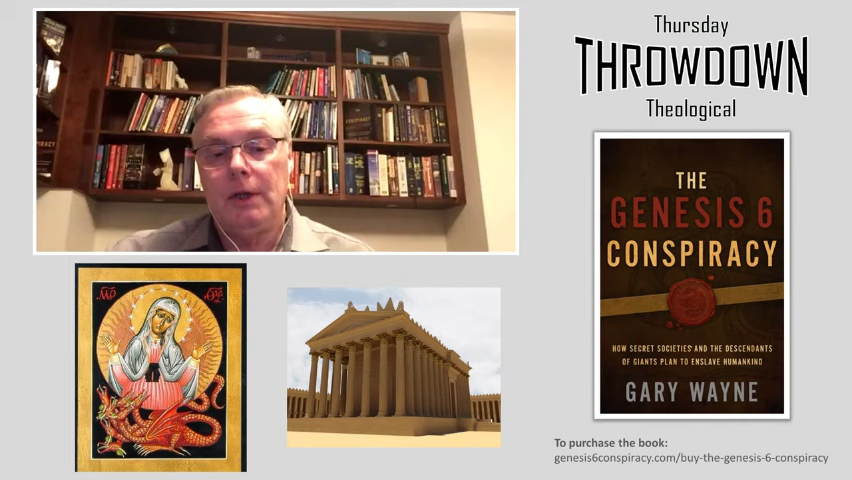 Thursday
THROWDOWN
Theological
THE
GENESIS 6
CONSPIRACY
HOW SECRET SOCIETIES AND THE DESCENDANTS
OF GIANTS PLAN TO ENSLAVE HUMANKIND
GARY WAYNE
To purchase the book:
genesis6conspiracy.com/buy-the-genesis-6-conspiracy